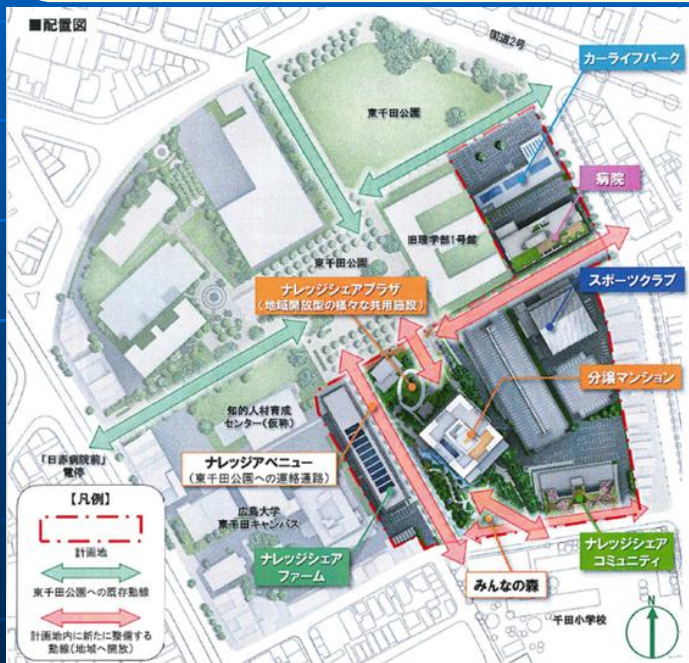 ■配置図
国道2号
カーライフパーク
東千田公園
病院
旧理学部1号館
東千田公園
ナレッジシェアプラザ
(地域開放型の様々な共用施設)
スポーツクラブ
分譲マンション
知的人材育成
センター(仮称)
「日赤病院前」
電停
ナレッジアベニュー
(東千田公園への連絡通路)
【凡例】
計画地
東千田公園への既存動線
計画地内に新たに整備する
動線(地域へ開放)
広島大学
東千田キャンパス
ナレッジシェア
ファーム
みんなの森
ナレッジシェア
コミュニティ
千田小学校
N